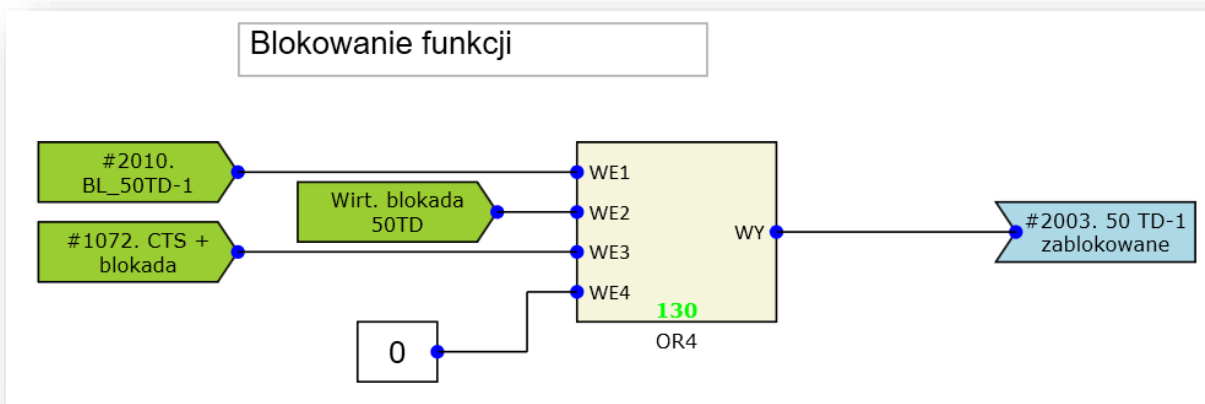 Blokowanie funkcji
#2010.
BL_50TD-1
WE1
Wirt. blokada
50TD
WE2
#1072. CTS +
blokada
WE3
WE4
0
130
OR4
WY
#2003. 50 TD-1
zablokowane